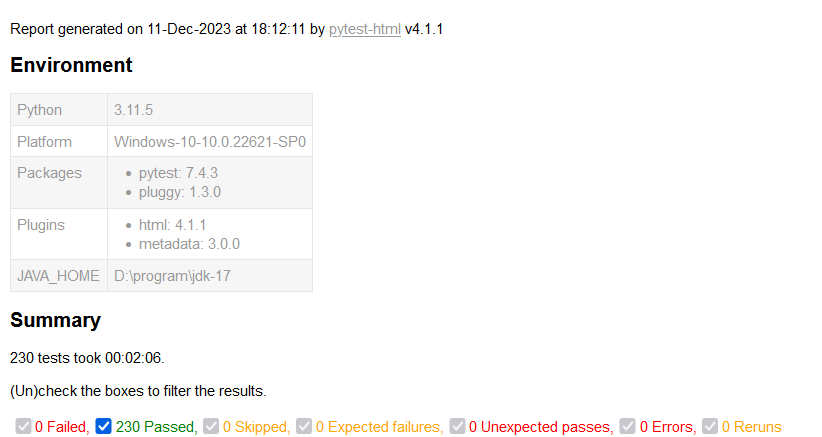 Report generated on 11-Dec-2023 at 18:12:11 by pytest-html v4.1.1
Environment
Python 3.11.5
Platform Windows-10-10.0.22621-SP0
Packages
pytest: 7.4.3
pluggy: 1.3.0
Plugins
html: 4.1.1
metadata: 3.0.0
JAVA_HOME D:\program\jdk-17
Summary
230 tests took 00:02:06.
(Un)check the boxes to filter the results.
0 Failed, 230 Passed, 0 Skipped, 0 Expected failures, 0 Unexpected passes, 0 Errors, 0 Reruns